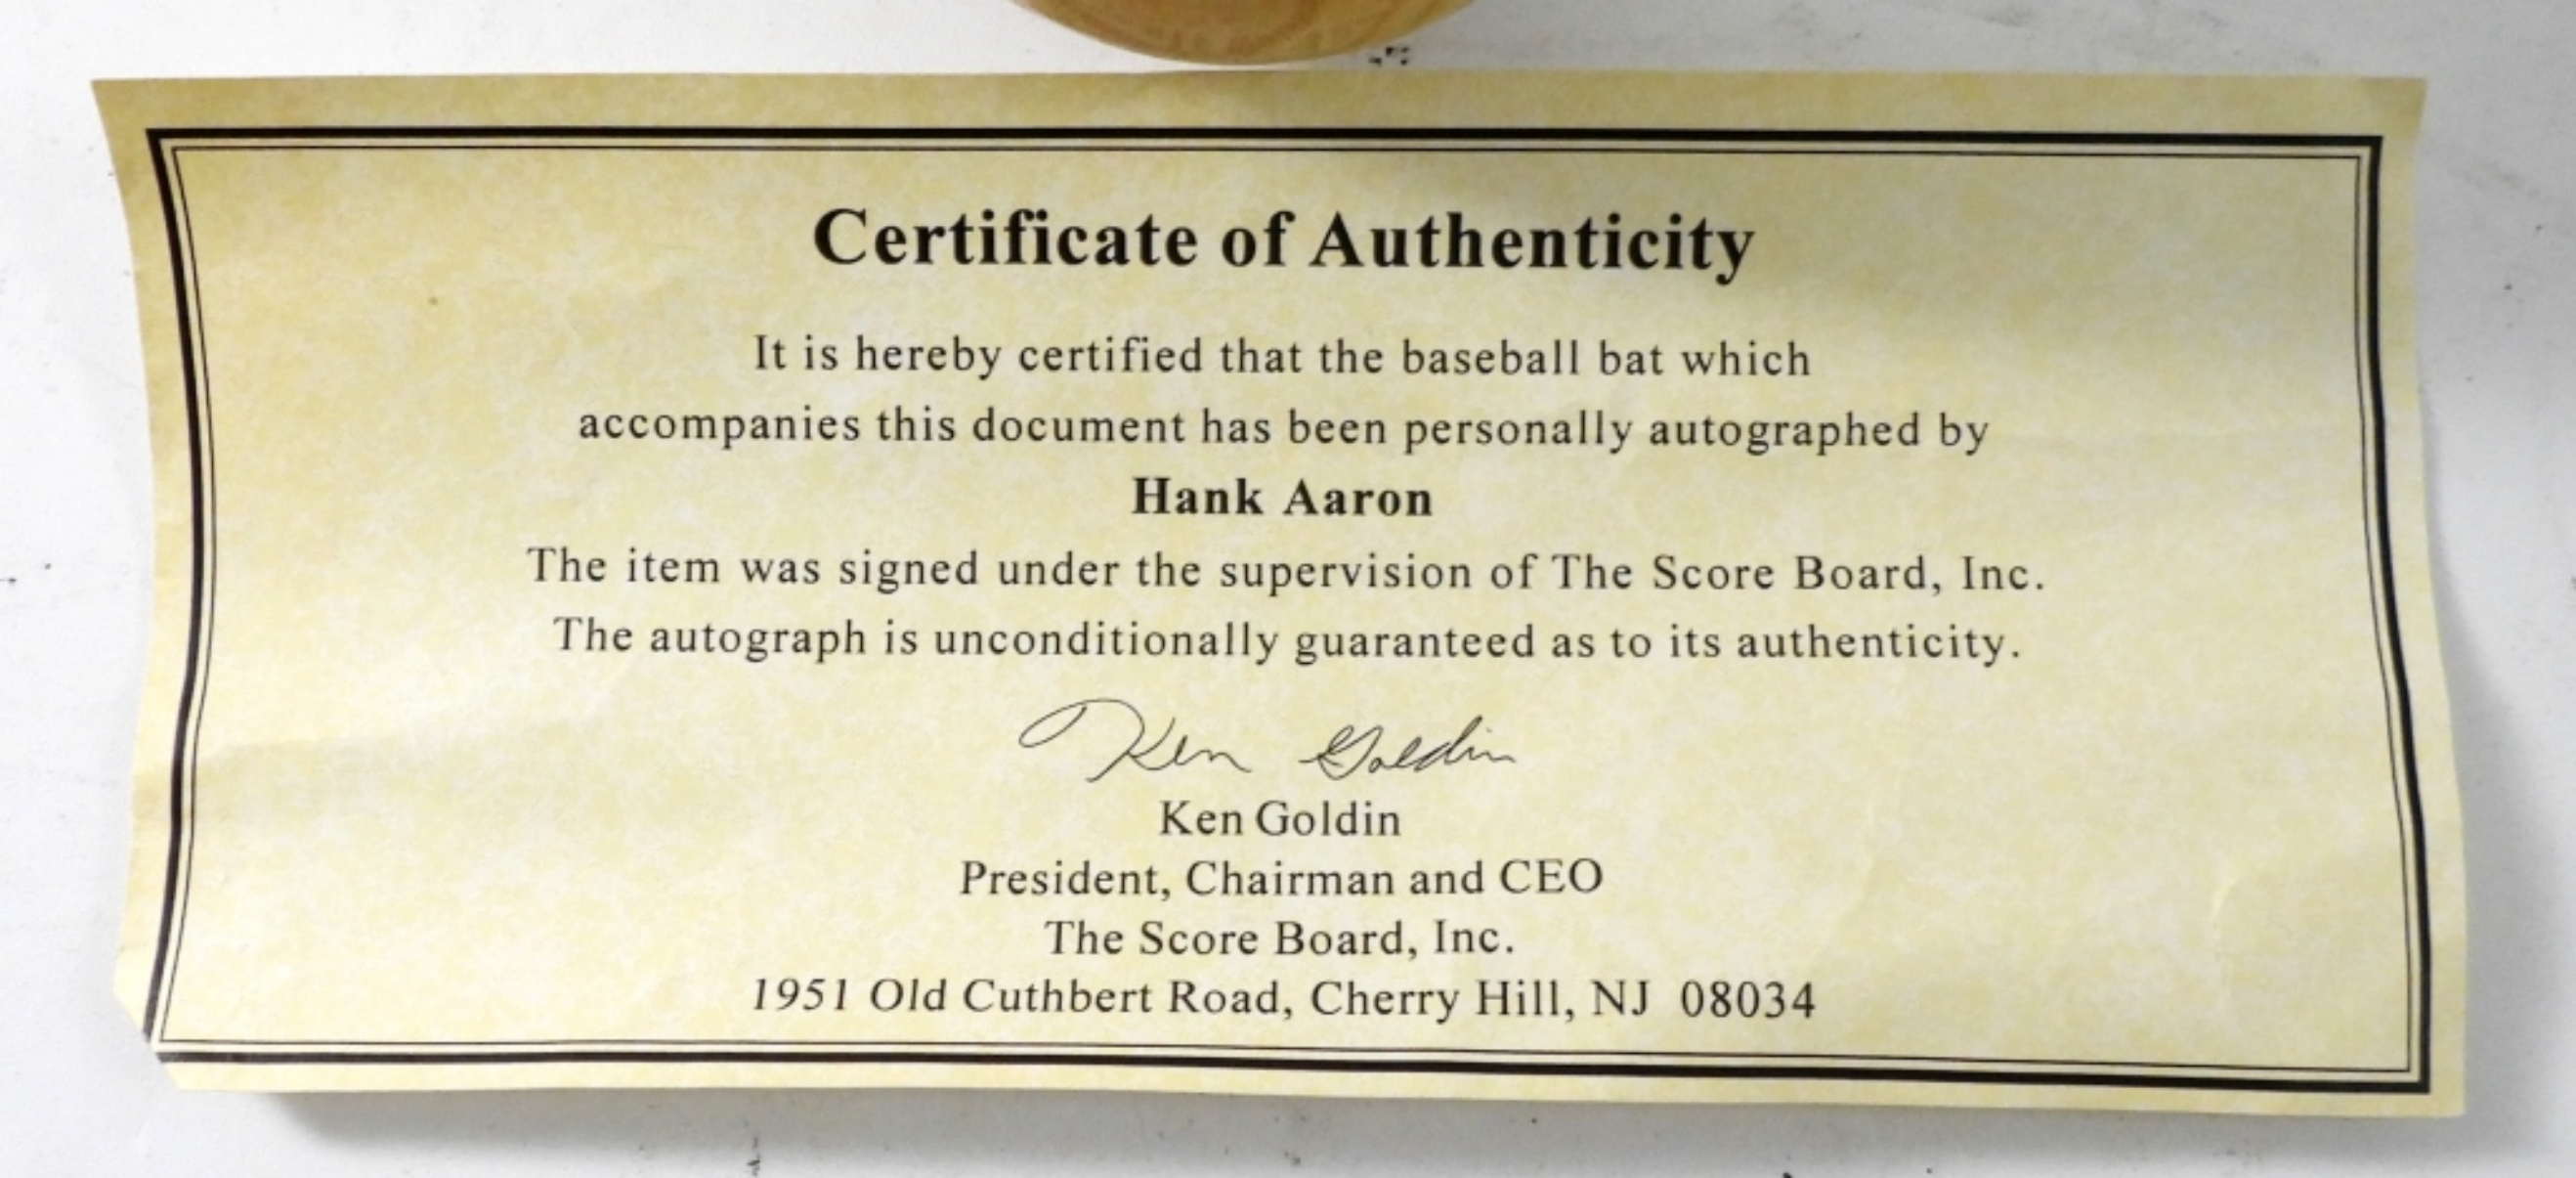 Certificate of Authenticity
It is hereby certified that the baseball bat which
accompanies this document has been personally autographed by
Hank Aaron
The item was signed under the supervision of The Score Board, Inc.
The autograph is unconditionally guaranteed as to its authenticity.
Ken Goldin
Ken Goldin
President, Chairman and CEO
The Score Board, Inc.
1951 Old Cuthbert Road, Cherry Hill, NJ 08034